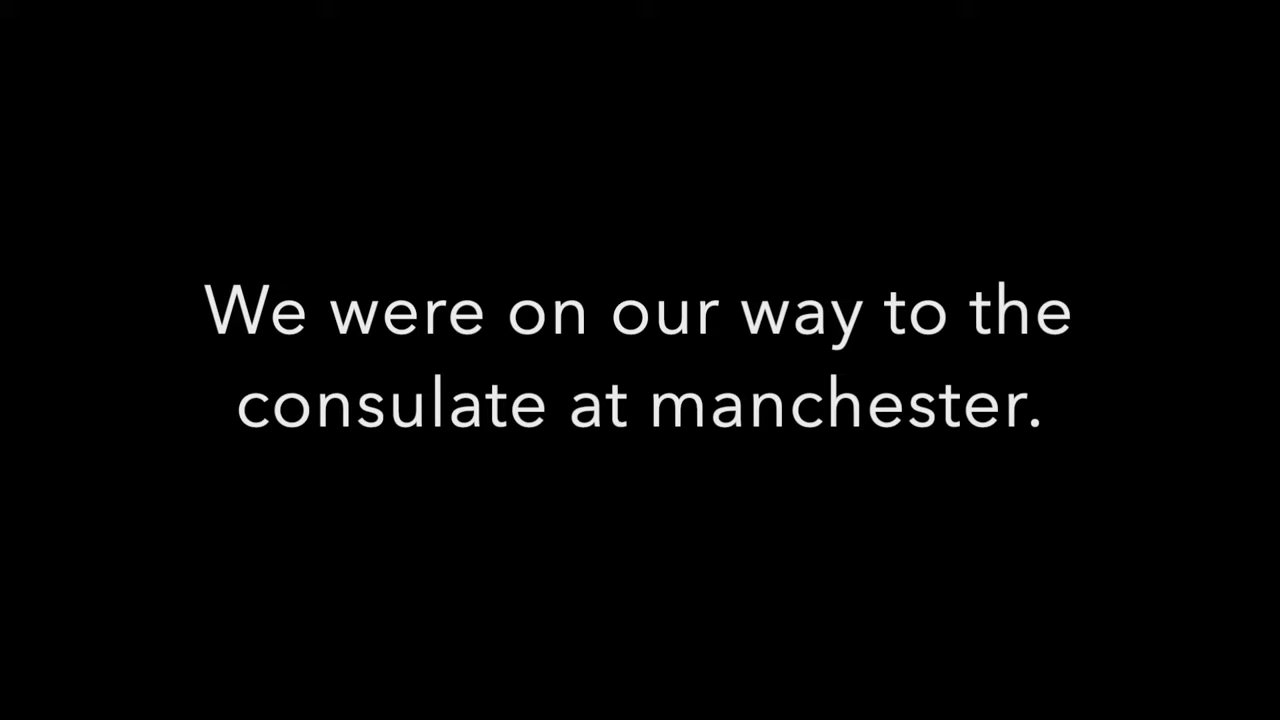 We were on our way to the
consulate at manchester.